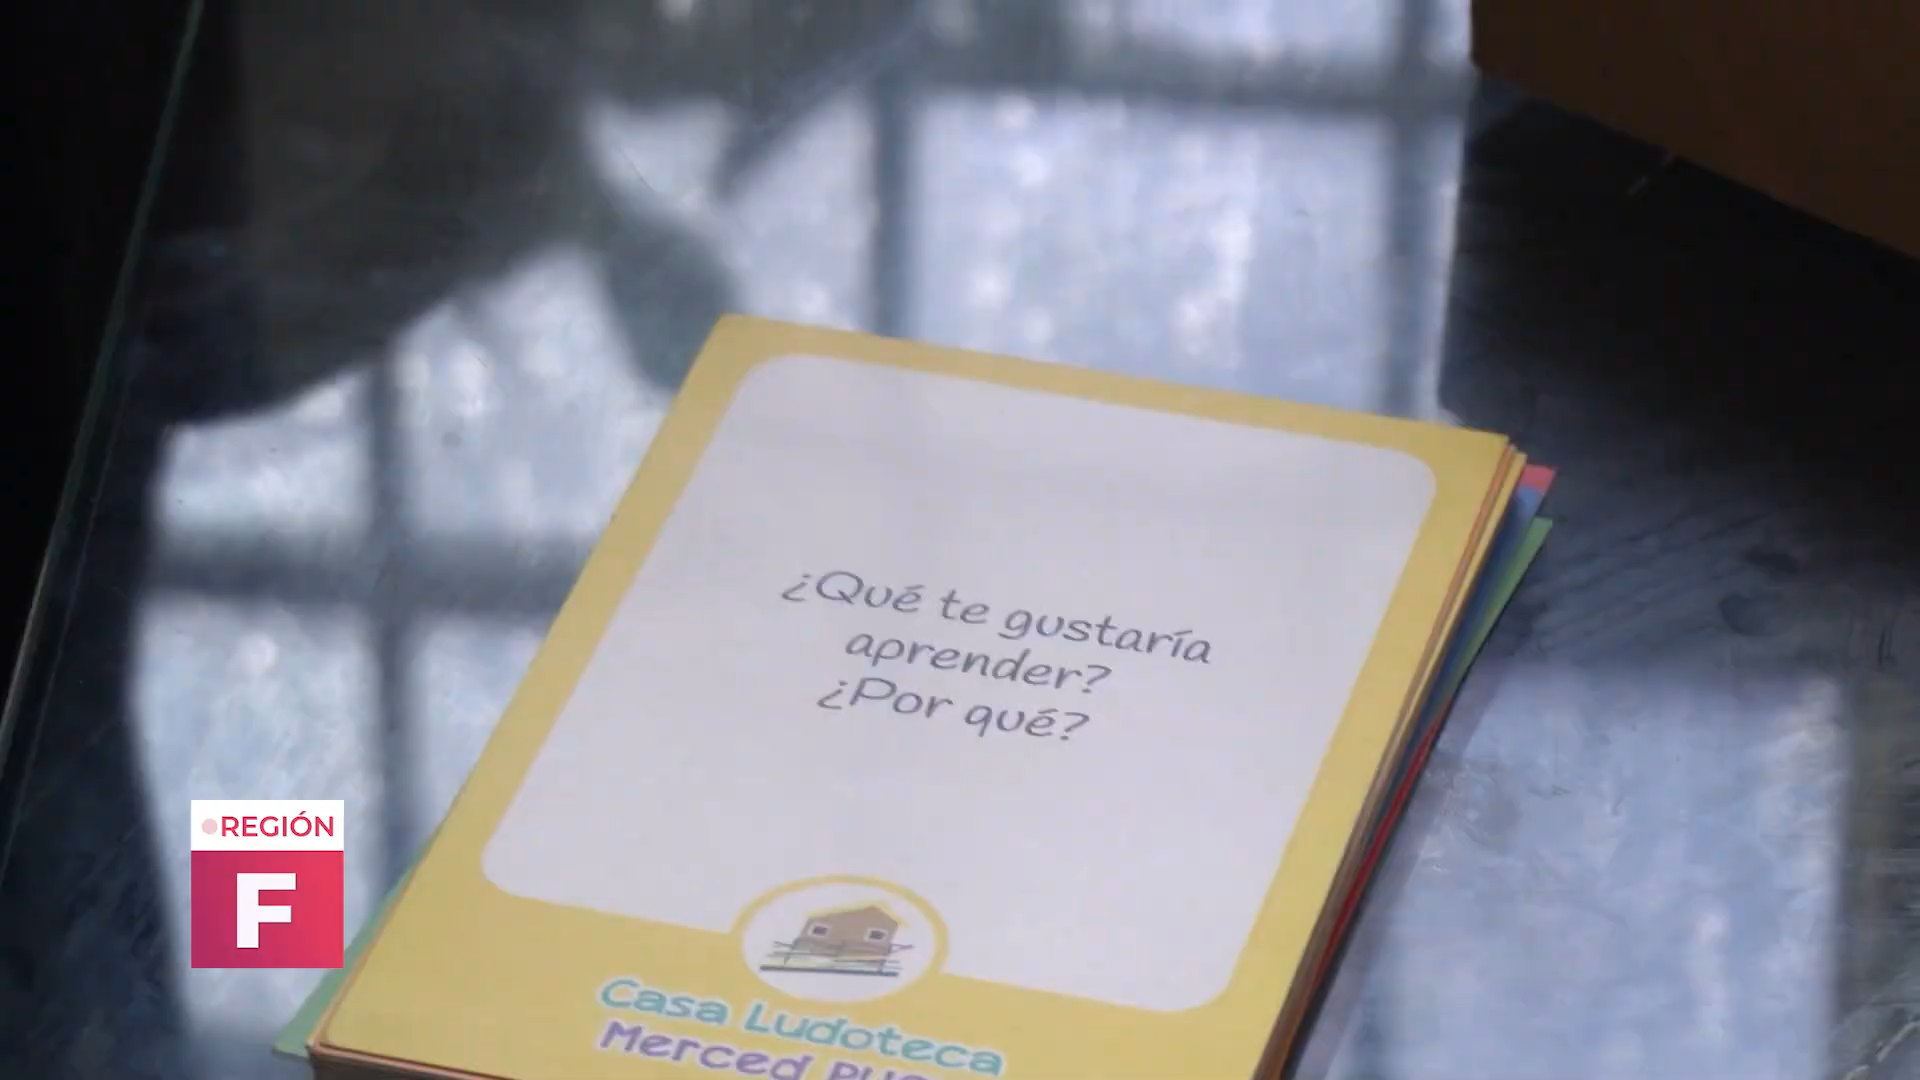 ¿Qué te gustaría
aprender?
¿Por qué?
REGIÓN
F
Casa Ludoteca
Merced